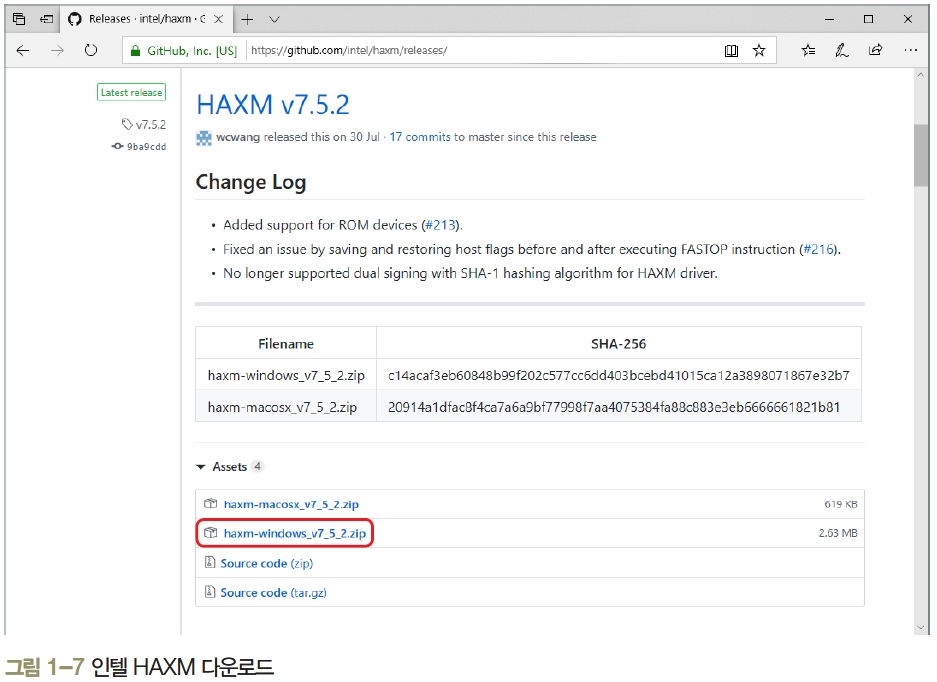 Releases · intel/haxm · G
GitHub, Inc. [US] https://github.com/intel/haxm/releases/
Latest release
v7.5.2
9ba9cdd
HAXM v7.5.2
wcwang released this on 30 Jul · 17 commits to master since this release
Change Log
• Added support for ROM devices (#213).
• Fixed an issue by saving and restoring host flags before and after executing FASTOP instruction (#216).
• No longer supported dual signing with SHA-1 hashing algorithm for HAXM driver.
Filename SHA-256
haxm-windows_v7_5_2.zip c14acaf3eb60848b99f202c577cc6dd403bcebd41015ca12a3898071867e32b7
haxm-macosx_v7_5_2.zip 20914a1dfac8f4ca7a6a9bf77998f7aa4075384fa88c883e3eb6666661821b81
Assets 4
haxm-macosx_v7_5_2.zip 619 KB
haxm-windows_v7_5_2.zip 2.63 MB
Source code (zip)
Source code (tar.gz)
그림 1-7 인텔 HAXM 다운로드